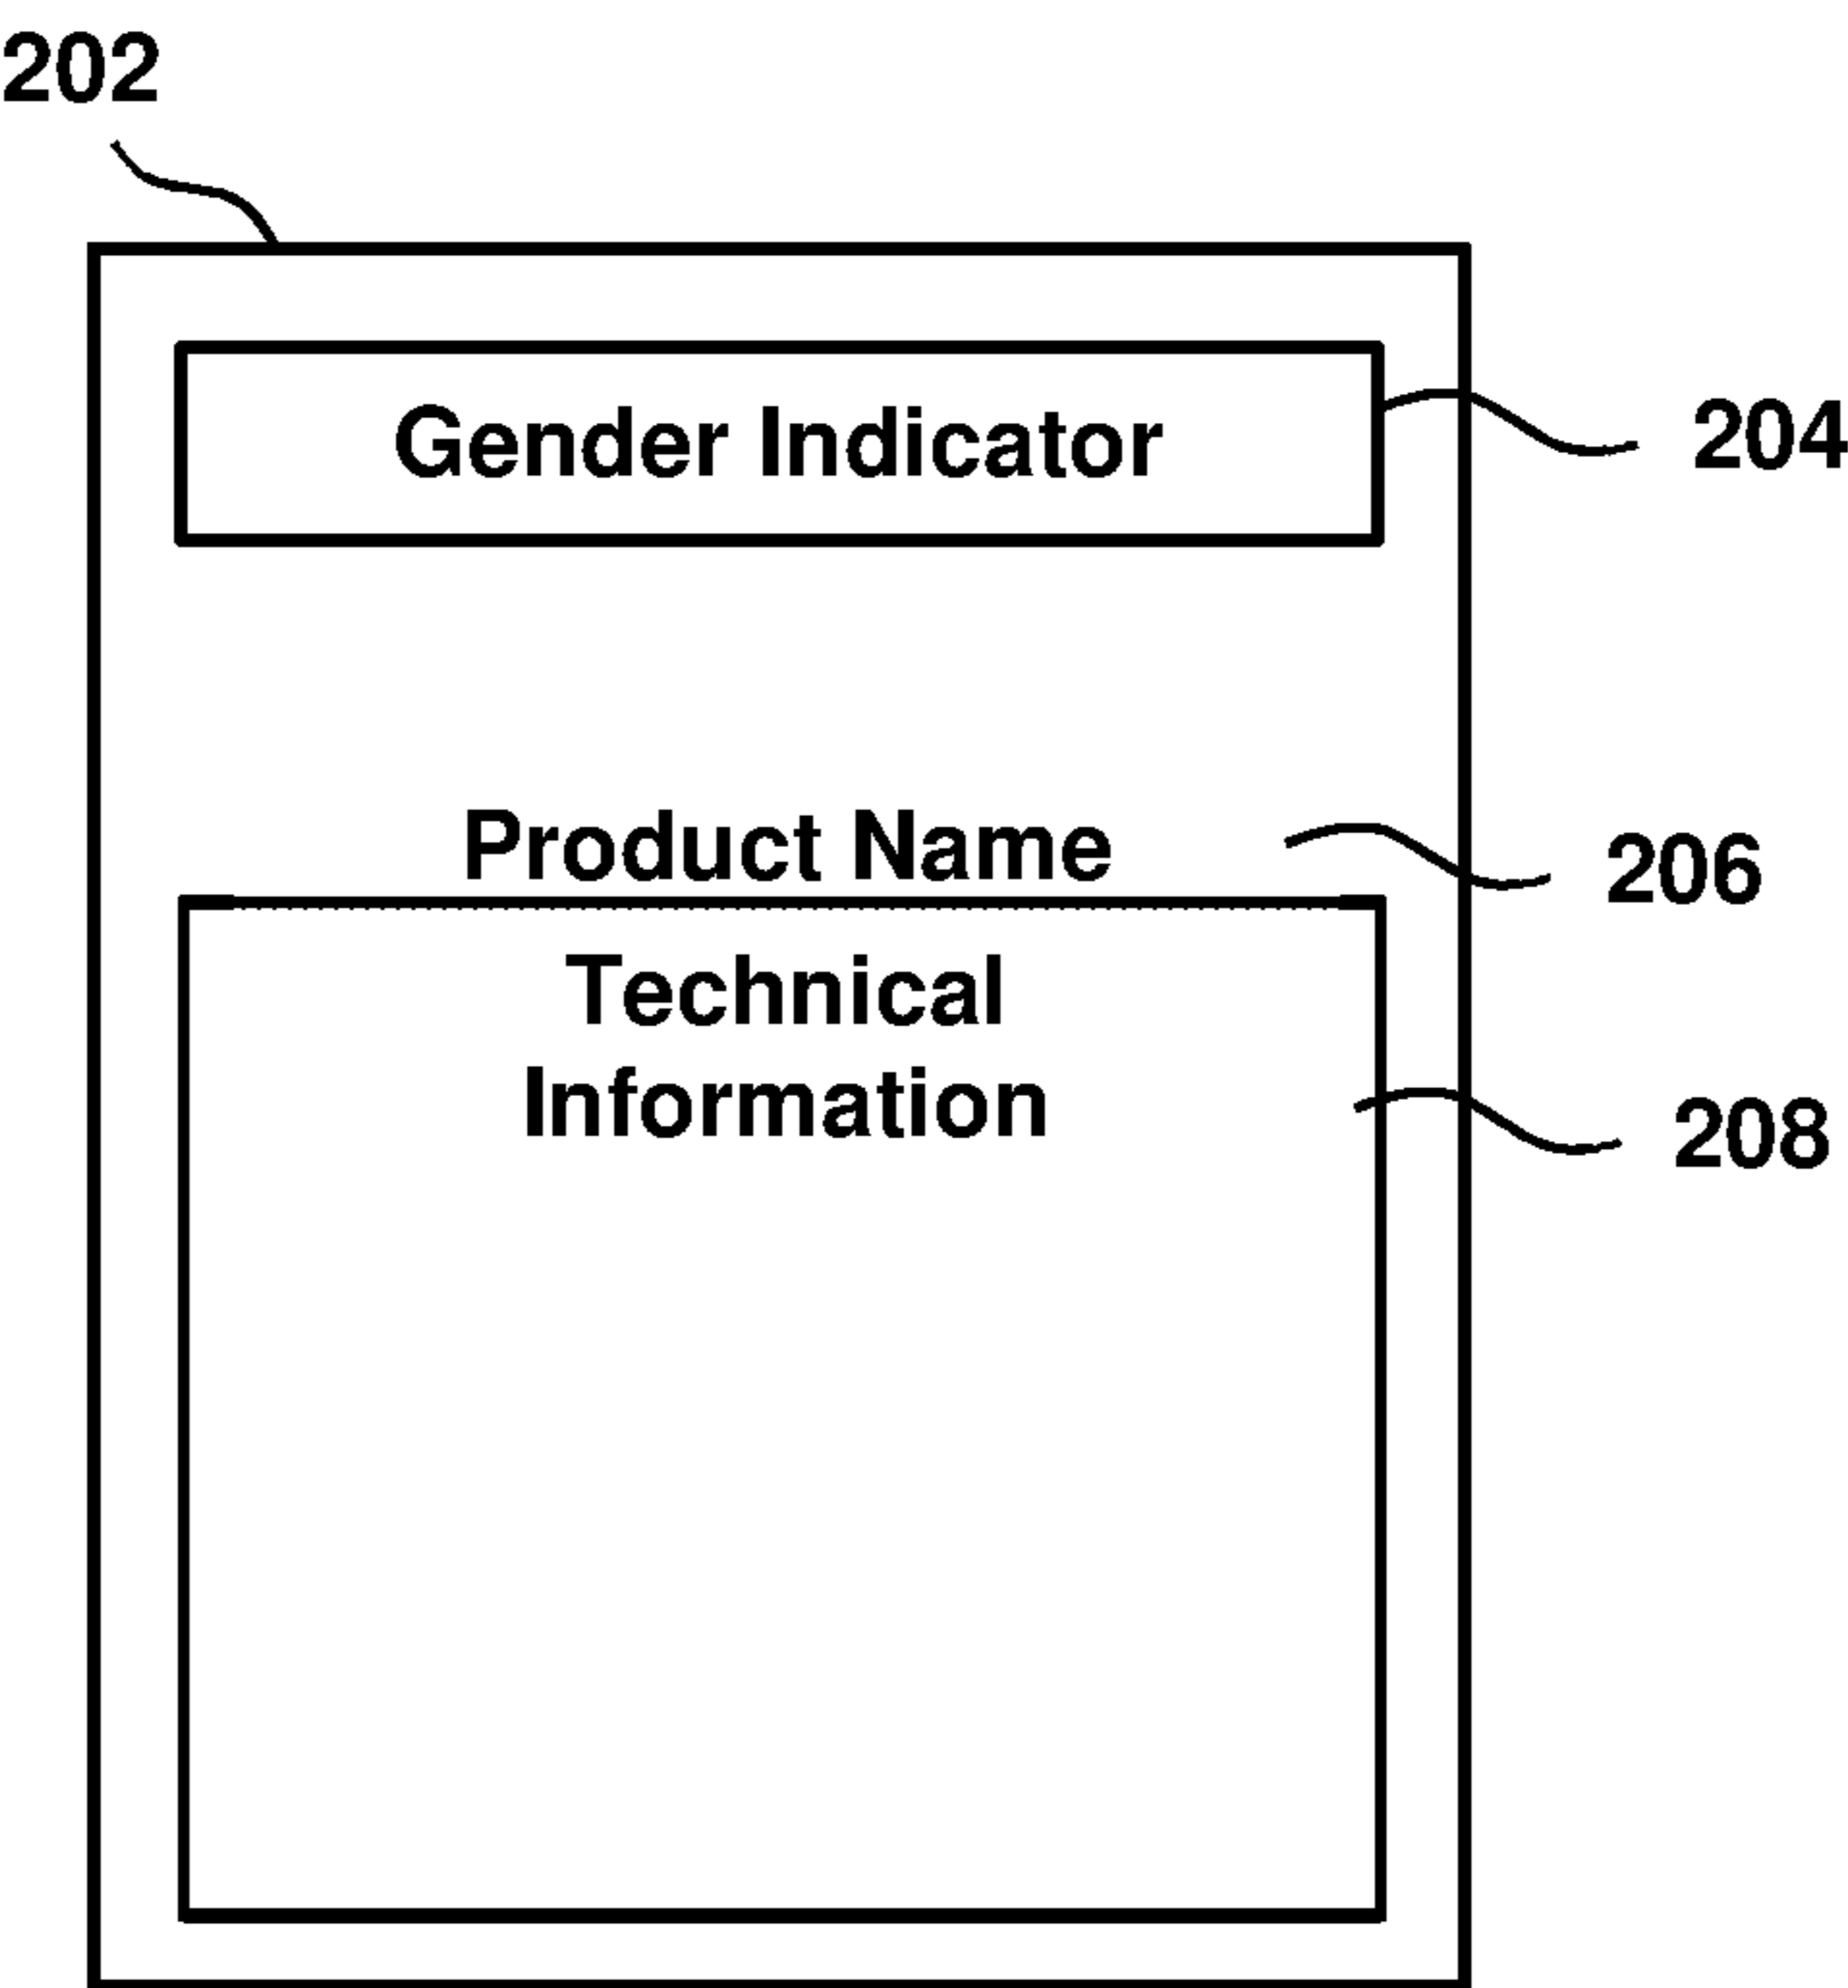 202
Gender Indicator
204
Product Name
206
Technical
Information
208